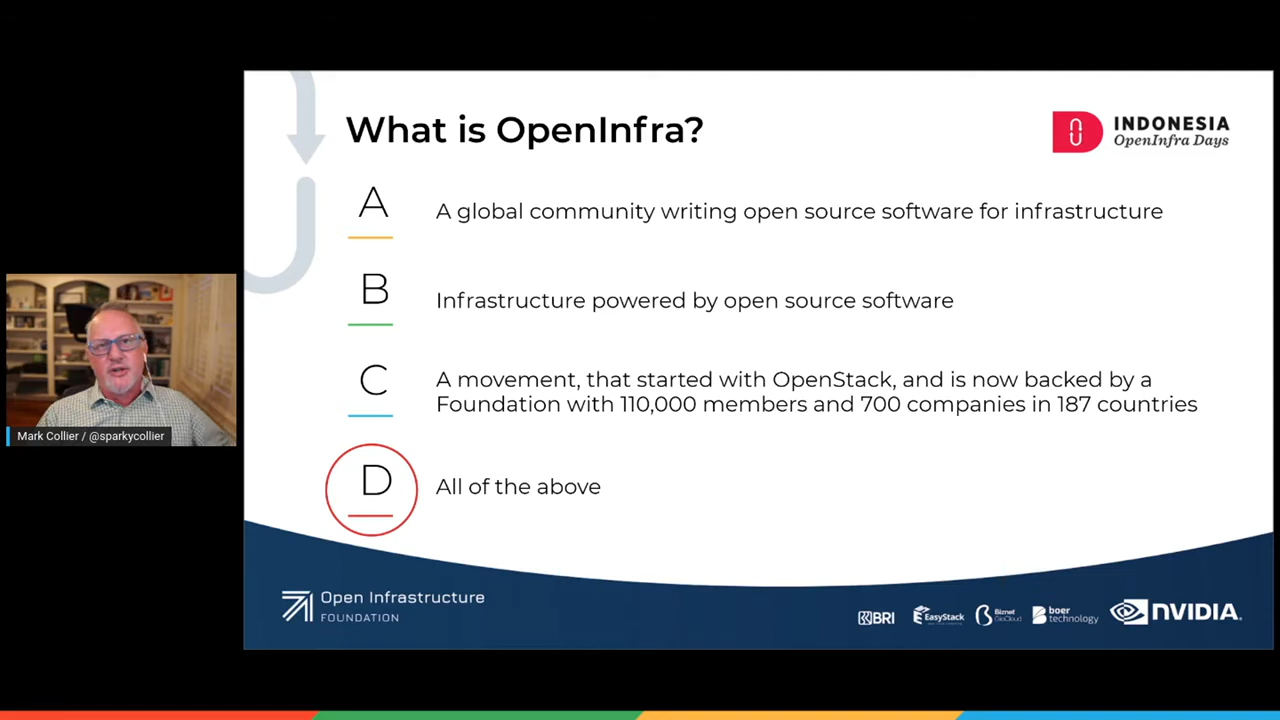 What is OpenInfra?
INDONESIA
OpenInfra Days
A
A global community writing open source software for infrastructure
B
Infrastructure powered by open source software
C
A movement, that started with OpenStack, and is now backed by a
Foundation with 110,000 members and 700 companies in 187 countries
Mark Collier / @sparkycollier
D
All of the above
Open Infrastructure
FOUNDATION
BRI
EasyStack
Biznet
GioCloud
boer
technology
NVIDIA.